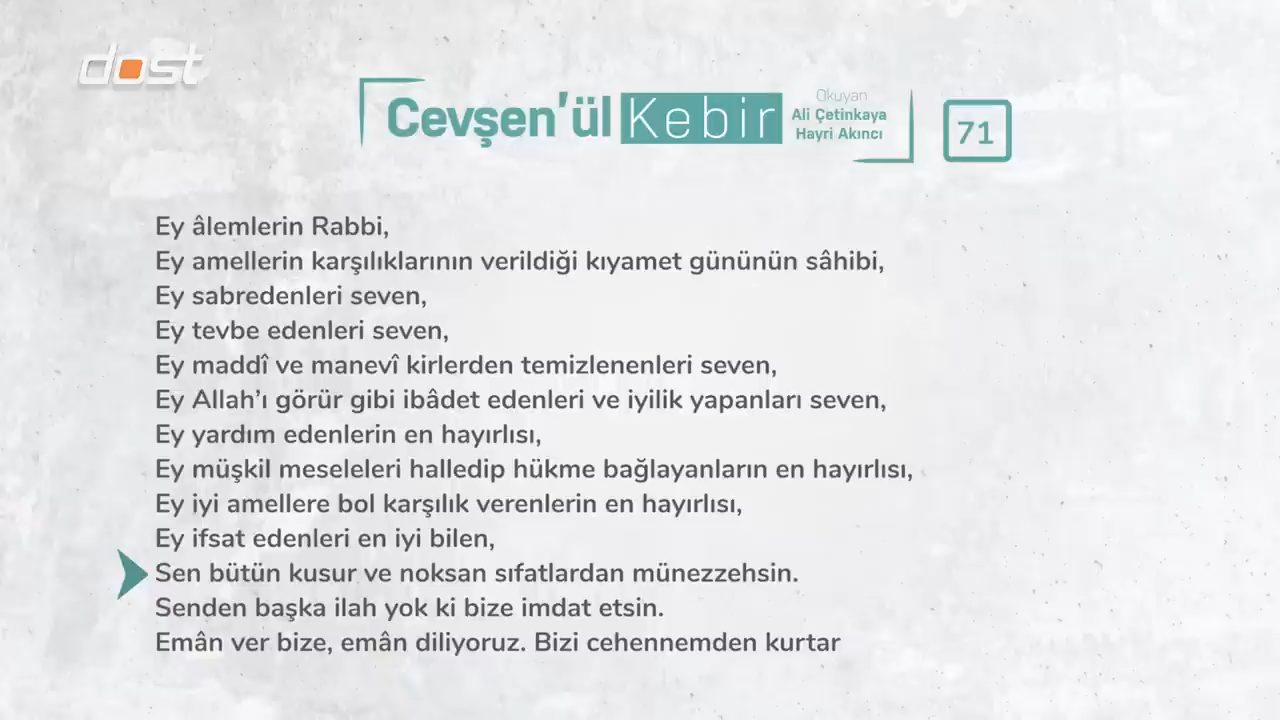 dost
Cevşen'ül Kebir
Okuyan
Ali Çetinkaya
Hayri Akıncı
71
Ey âlemlerin Rabbi,
Ey amellerin karşılıklarının verildiği kıyamet gününün sâhibi,
Ey sabredenleri seven,
Ey tevbe edenleri seven,
Ey maddî ve manevî kirlerden temizlenenleri seven,
Ey Allah’ı görür gibi ibâdet edenleri ve iyilik yapanları seven,
Ey yardım edenlerin en hayırlısı,
Ey müşkil meseleleri halledip hükme bağlayanların en hayırlısı,
Ey iyi amellere bol karşılık verenlerin en hayırlısı,
Ey ifsat edenleri en iyi bilen,
Sen bütün kusur ve noksan sıfatlardan münezzehsin.
Senden başka ilah yok ki bize imdat etsin.
Emân ver bize, emân diliyoruz. Bizi cehennemden kurtar